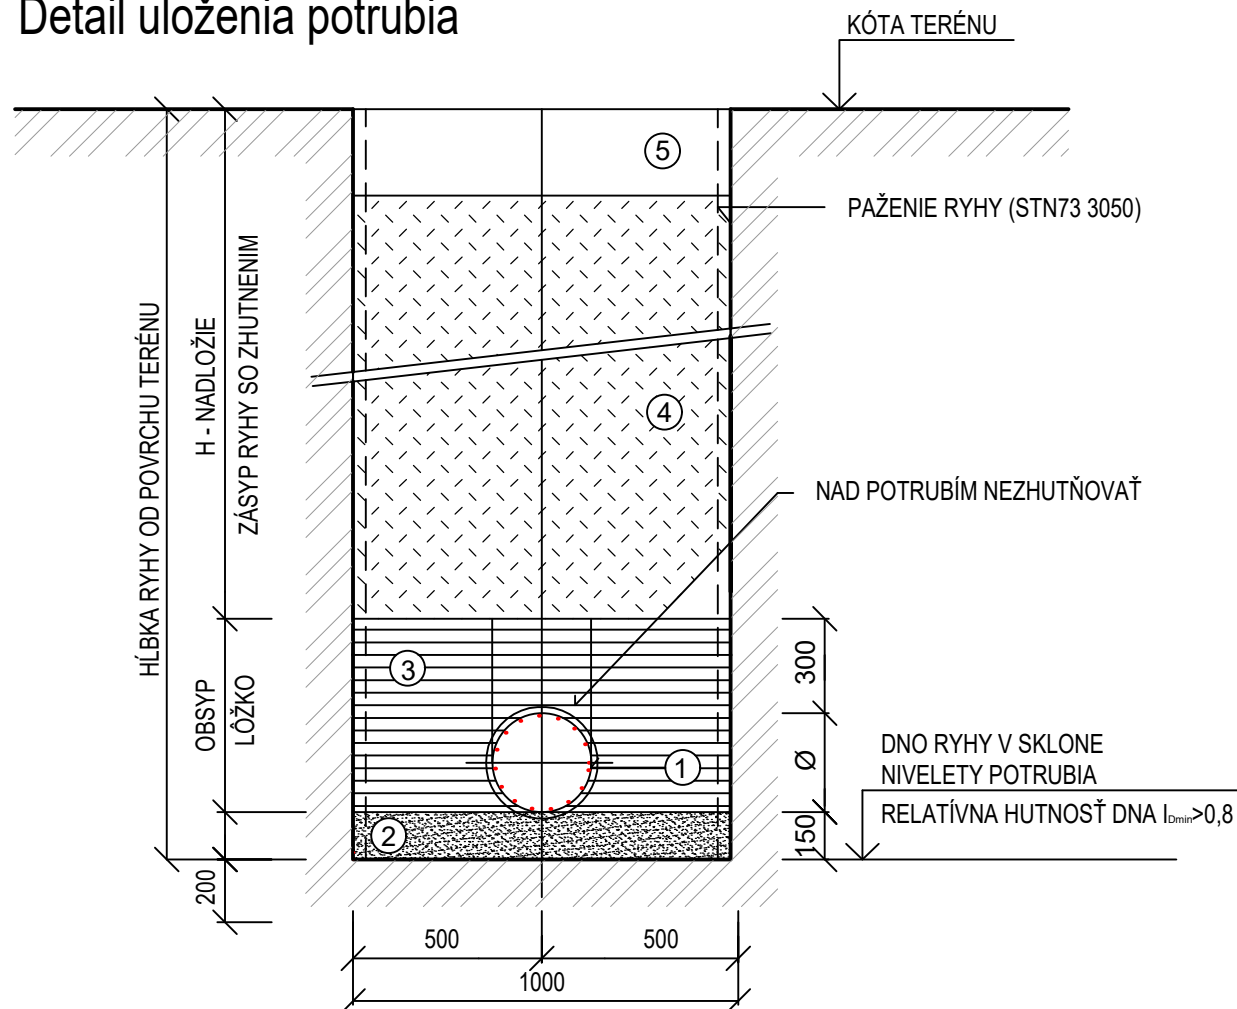 Detail uloženia potrubia
KÓTA TERÉNU
5
PAŽENIE RYHY (STN73 3050)
HĹBKA RYHY OD POVRCHU TERÉNU
H - NADLOŽIE
ZÁSYP RYHY SO ZHUTNENIM
4
NAD POTRUBÍM NEZHUTŇOVAŤ
3
OBSYP
LÔŽKO
300
Ø
150
1
2
DNO RYHY V SKLONE
NIVELETY POTRUBIA
RELATÍVNA HUTNOSŤ DNA IDmin>0,8
200
500
500
1000